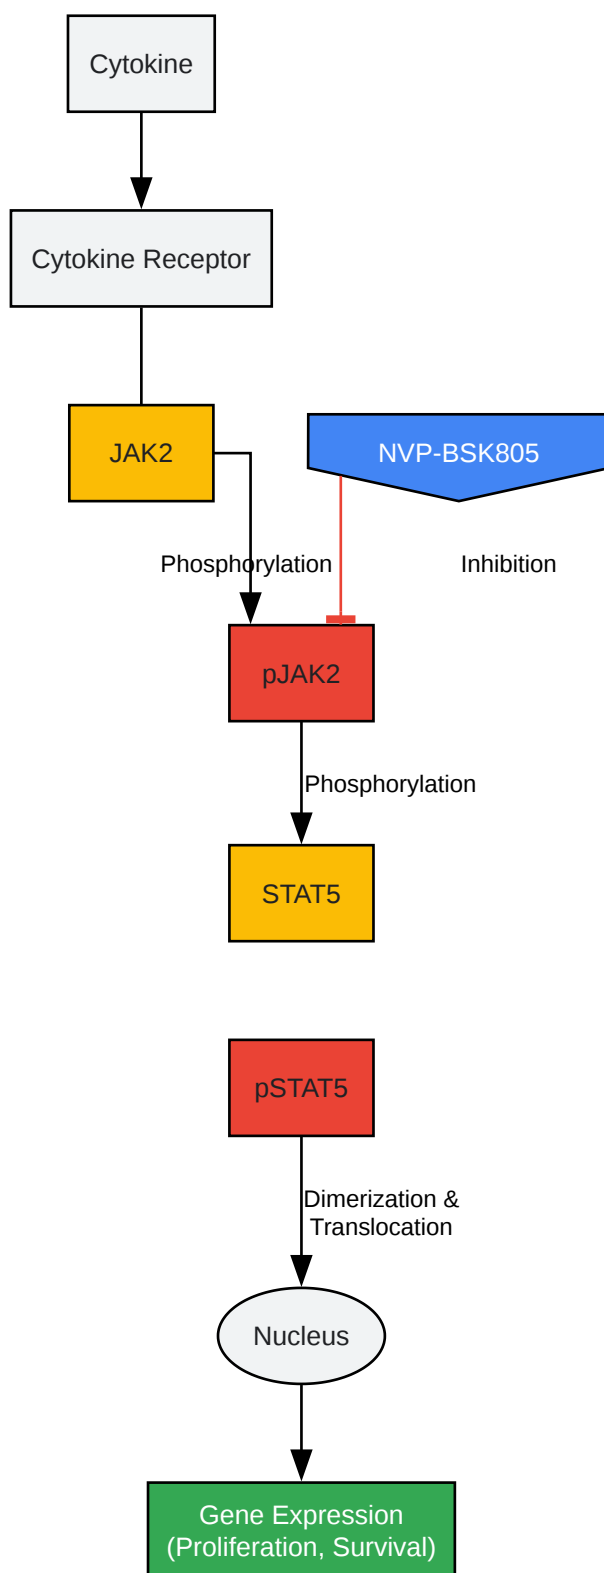 Cytokine
Cytokine Receptor
JAK2
NVP-BSK805
Phosphorylation
Inhibition
pJAK2
Phosphorylation
STAT5
pSTAT5
Dimerization &
Translocation
Nucleus
Gene Expression
(Proliferation, Survival)